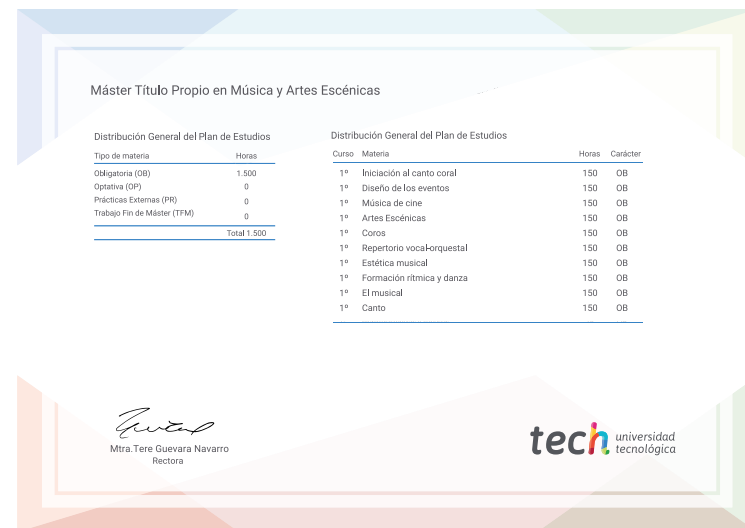 Máster Título Propio en Música y Artes Escénicas
Distribución General del Plan de Estudios
Tipo de materia Horas
Obligatoria (OB) 1.500
Optativa (OP) 0
Prácticas Externas (PR) 0
Trabajo Fin de Máster (TFM) 0
Total 1.500
Distribución General del Plan de Estudios
Curso Materia Horas Carácter
1º Iniciación al canto coral 150 OB
1º Diseño de los eventos 150 OB
1º Música de cine 150 OB
1º Artes Escénicas 150 OB
1º Coros 150 OB
1º Repertorio vocal-orquestal 150 OB
1º Estética musical 150 OB
1º Formación rítmica y danza 150 OB
1º El musical 150 OB
1º Canto 150 OB
Mtra.Tere Guevara Navarro
Rectora
tech universidad
tecnológica